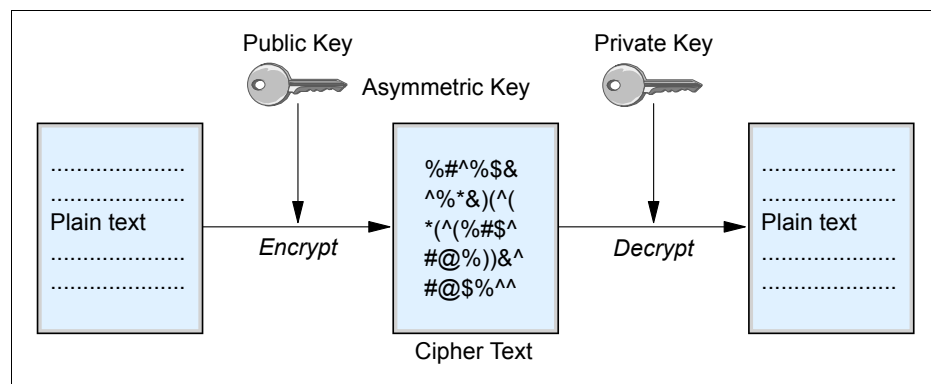 Public Key
Private Key
Asymmetric Key
.....................
.....................
Plain text
.....................
.....................
Encrypt
%#^%$&
^%*&)(^(
*(^(%#$^
#@%))&^
#@$%^^
Cipher Text
Decrypt
.....................
.....................
Plain text
.....................
.....................